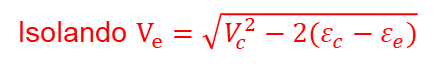 Isolando Vₑ = √(V_c² − 2(ε_c − ε_e))